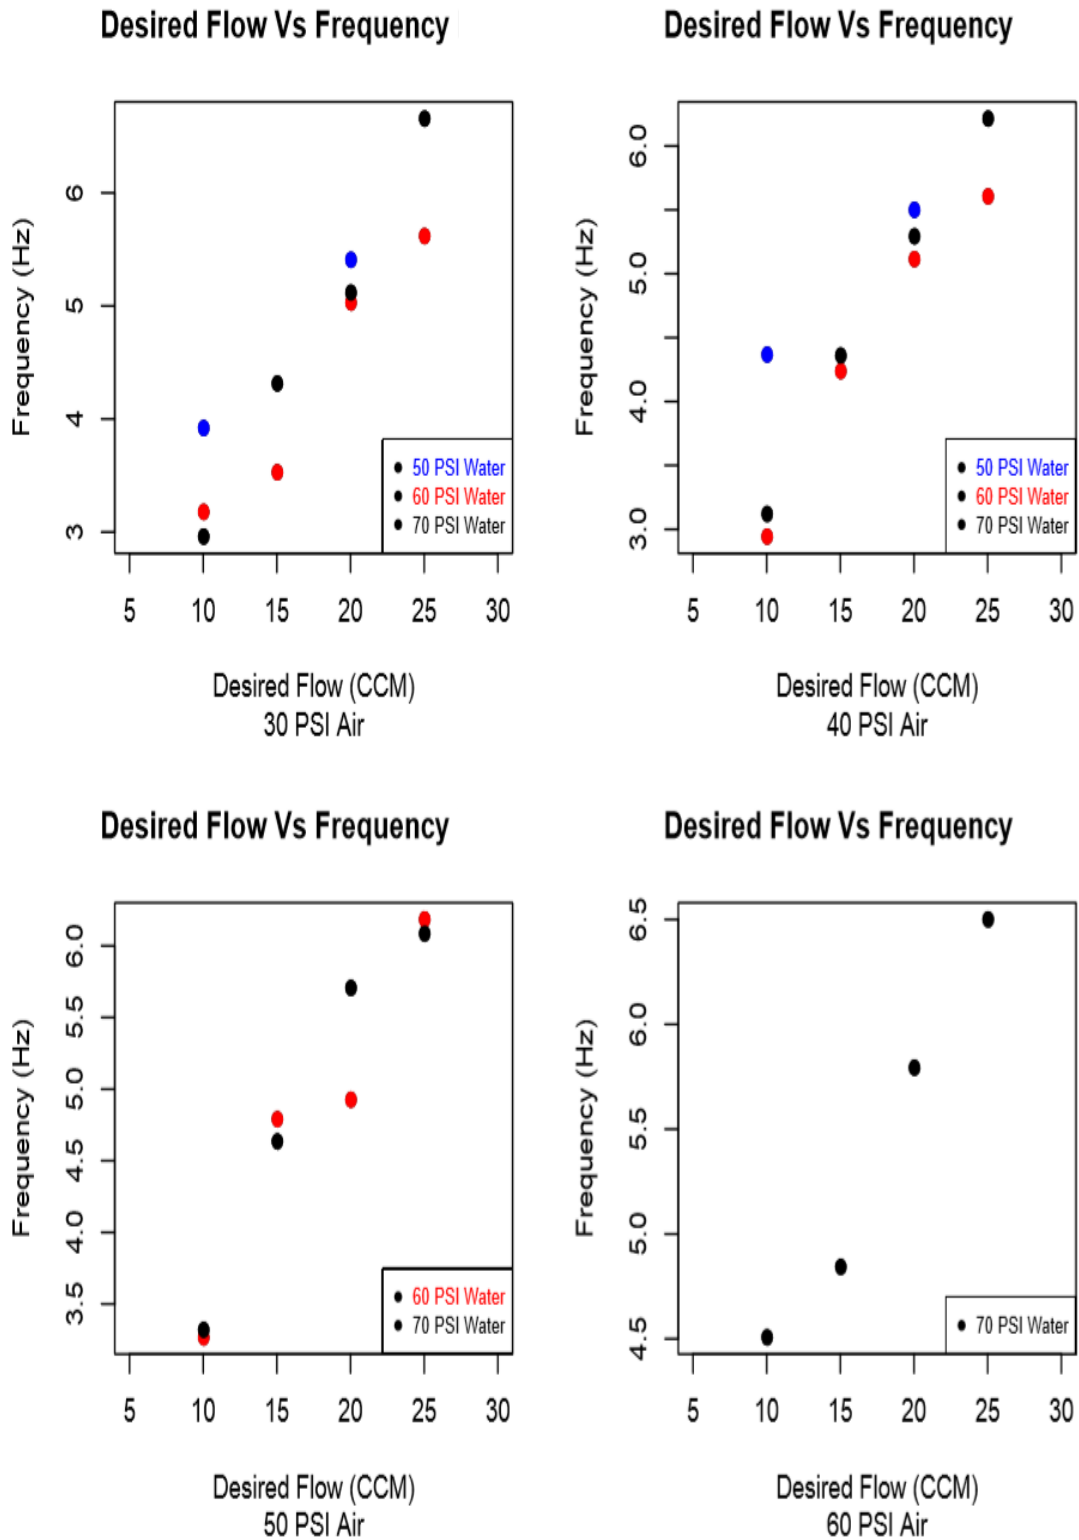 Desired Flow Vs Frequency
Frequency (Hz)
6
5
4
3
50 PSI Water
60 PSI Water
70 PSI Water
5 10 15 20 25 30
Desired Flow (CCM)
30 PSI Air
Desired Flow Vs Frequency
Frequency (Hz)
6.0
5.0
4.0
3.0
50 PSI Water
60 PSI Water
70 PSI Water
5 10 15 20 25 30
Desired Flow (CCM)
40 PSI Air
Desired Flow Vs Frequency
Frequency (Hz)
6.0
5.5
5.0
4.5
4.0
3.5
60 PSI Water
70 PSI Water
5 10 15 20 25 30
Desired Flow (CCM)
50 PSI Air
Desired Flow Vs Frequency
Frequency (Hz)
6.5
6.0
5.5
5.0
4.5
70 PSI Water
5 10 15 20 25 30
Desired Flow (CCM)
60 PSI Air